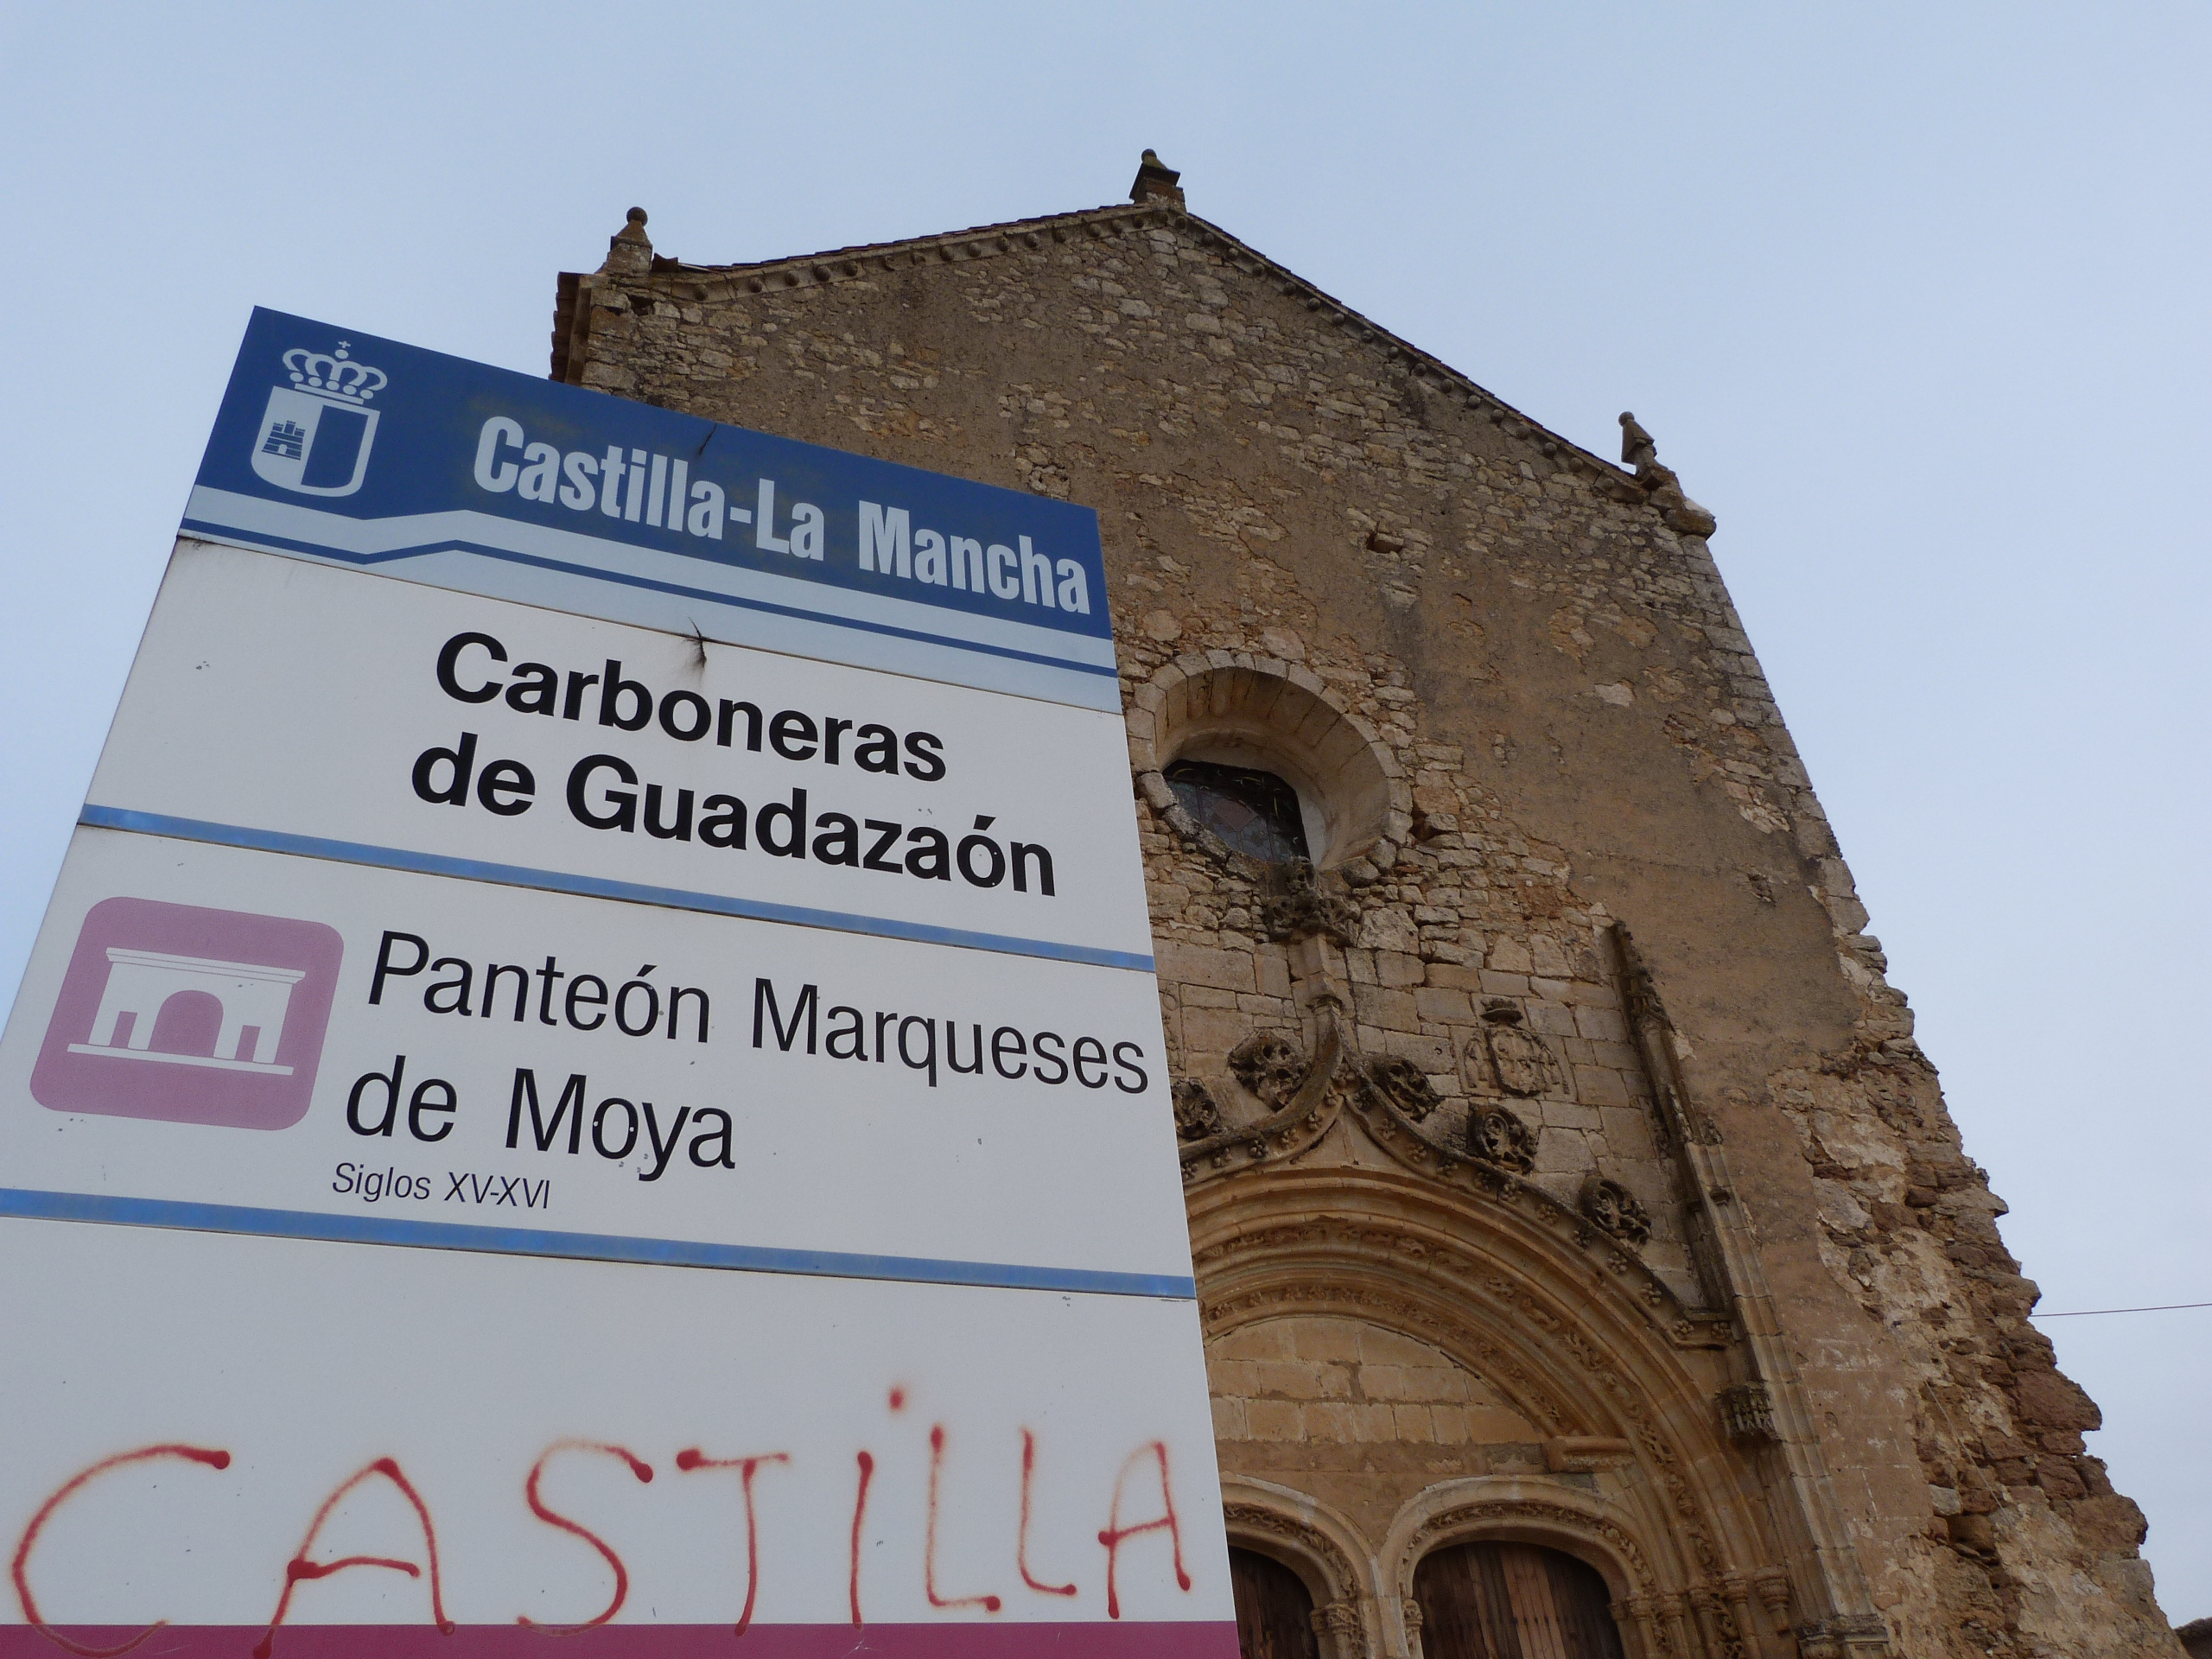 Castilla-La Mancha
Carboneras
de Guadazaón
Panteón Marqueses
de Moya
Siglos XV-XVI
CASTiLLA